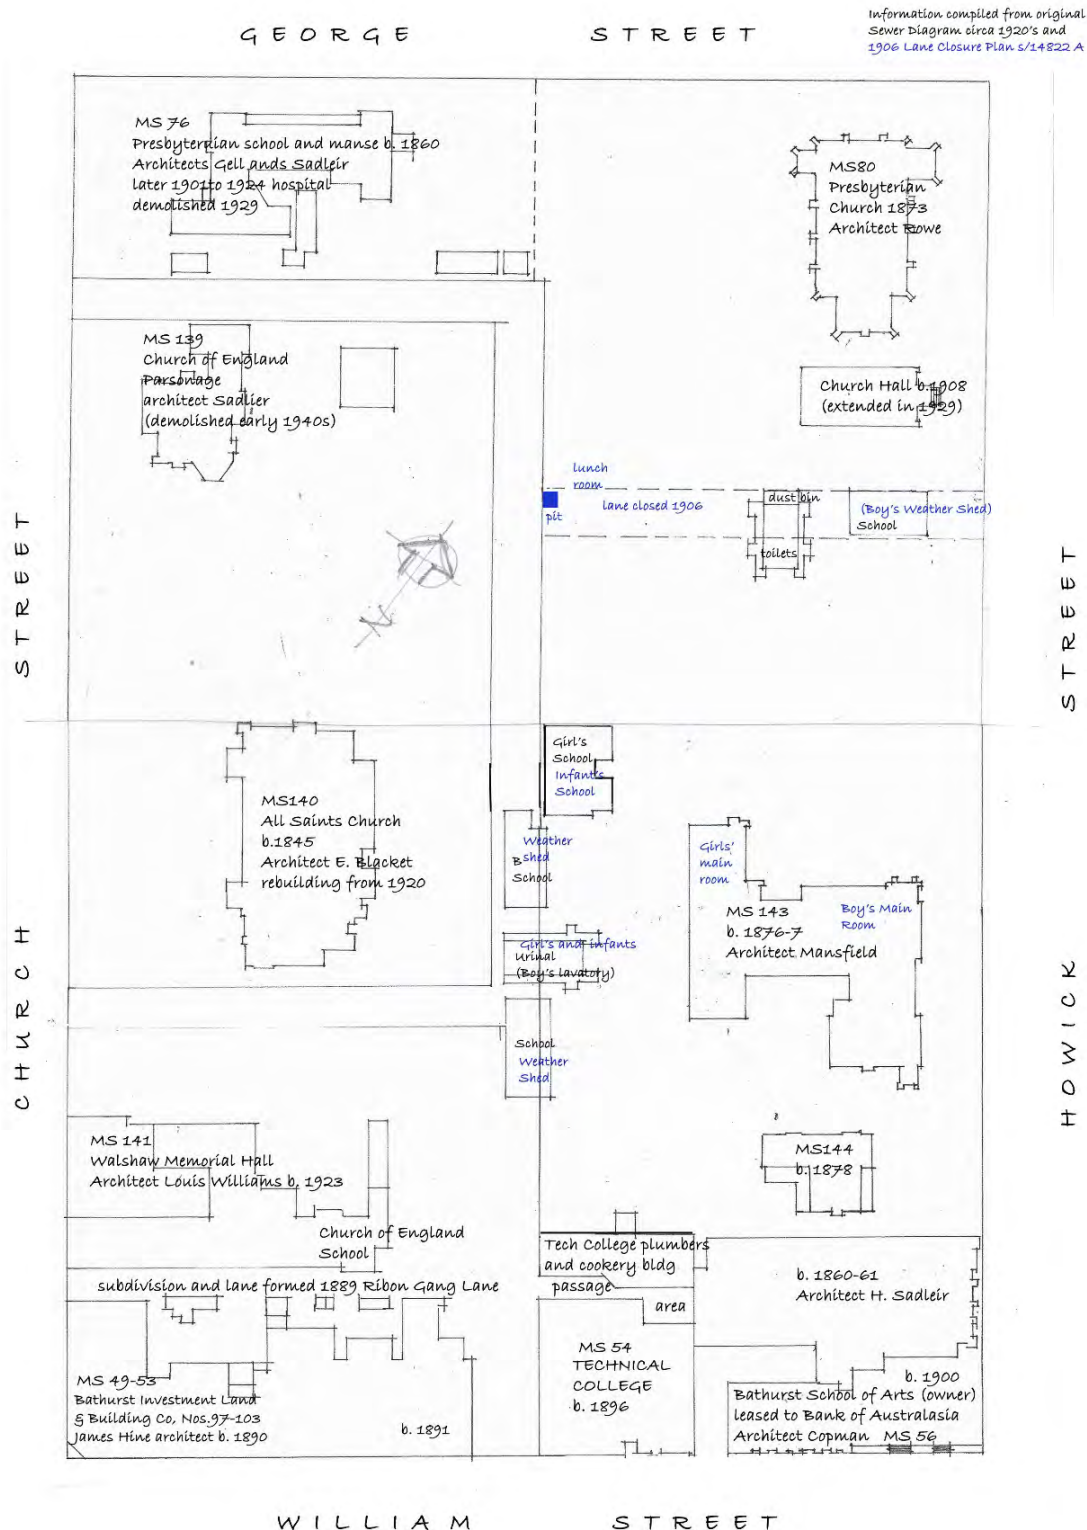 Information compiled from original
Sewer Diagram circa 1920's and
1906 Lane Closure Plan s/14822 A
GEORGE STREET
MS 76
Presbyterian school and manse b. 1860
Architects Gell ands Sadleir
later 1901to 1924 hospital
demolished 1929
MS80
Presbyterian
Church 1873
Architect Rowe
MS 139
Church of England
Parsonage
architect Sadlier
(demolished early 1940s)
Church Hall b.1908
(extended in 1929)
lunch
room
pit
lane closed 1906
dust bin
toilets
(Boy's Weather Shed)
School
CHURCH STREET
HOWICK STREET
N
Girl's
School
Infant's
School
MS140
All Saints Church
b.1845
Architect E. Blacket
rebuilding from 1920
Weather
shed
B
School
Girls'
main
room
MS 143
b. 1876-7
Architect Mansfield
Boy's Main
Room
Girl's and infants
urinal
(Boy's lavatory)
School
Weather
Shed
MS 141
Walshaw Memorial Hall
Architect Louis Williams b. 1923
MS144
b. 1878
Church of England
School
Tech College plumbers
and cookery bldg
passage
area
subdivision and lane formed 1889 Ribon Gang Lane
b. 1860-61
Architect H. Sadleir
MS 49-53
Bathurst Investment Land
& Building Co, Nos.97-103
James Hine architect b. 1890
b. 1891
MS 54
TECHNICAL
COLLEGE
b. 1896
b. 1900
Bathurst School of Arts (owner)
leased to Bank of Australasia
Architect Copman MS 56
WILLIAM STREET